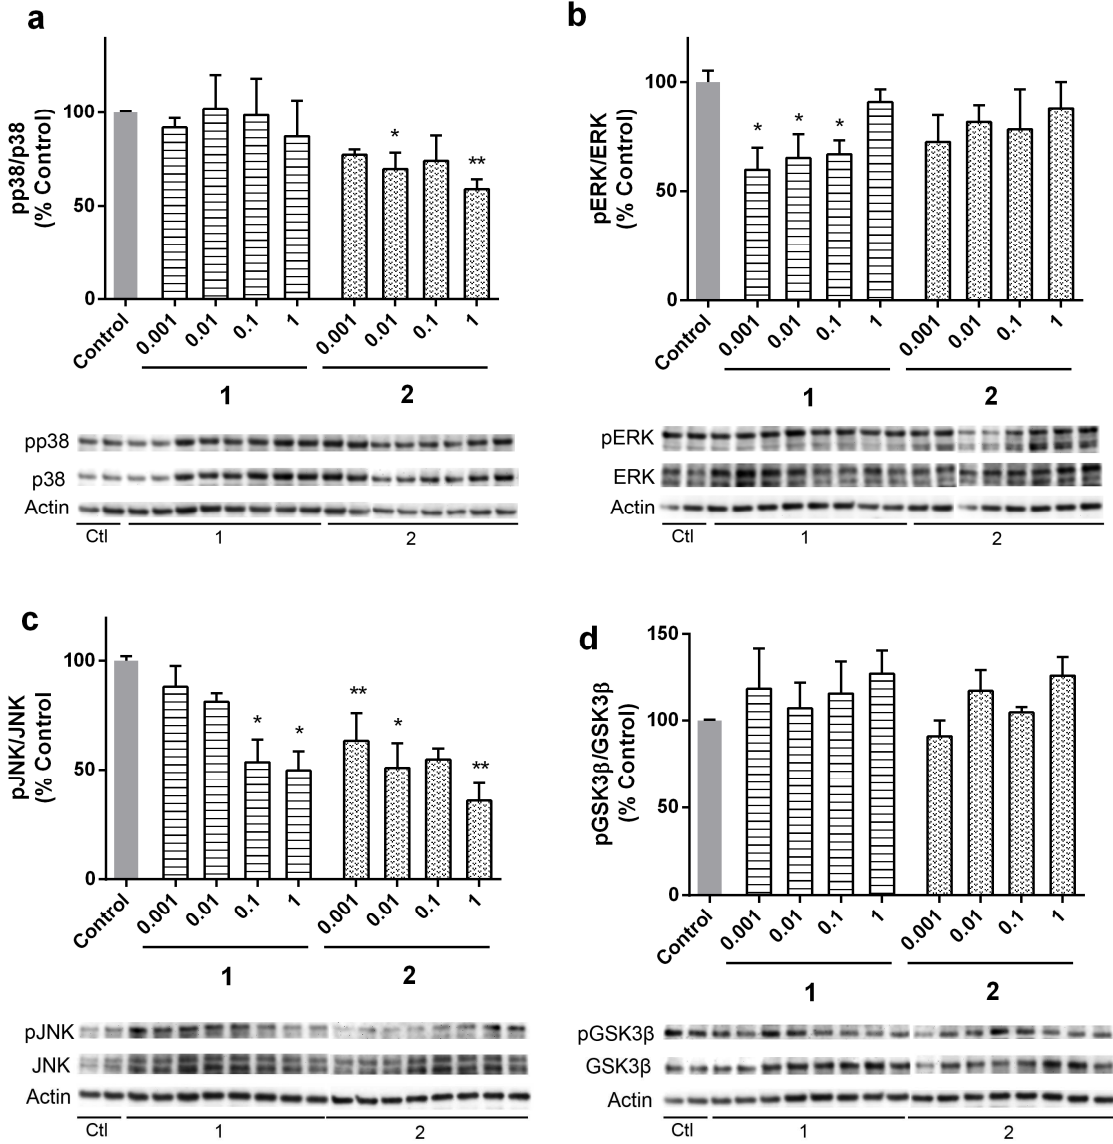 a
pp38/p38
(% Control)
100
50
0
*
**
Control
0.001
0.01
0.1
1
0.001
0.01
0.1
1
1
2
pp38
p38
Actin
Ctl
1
2
b
pERK/ERK
(% Control)
100
50
0
*
*
*
Control
0.001
0.01
0.1
1
0.001
0.01
0.1
1
1
2
pERK
ERK
Actin
Ctl
1
2
c
pJNK/JNK
(% Control
100
50
0
*
*
**
*
**
Control
0.001
0.01
0.1
1
0.001
0.01
0.1
1
1
2
pJNK
JNK
Actin
Ctl
1
2
d
pGSK3β/GSK3β
(% Control)
150
100
50
0
Control
0.001
0.01
0.1
1
0.001
0.01
0.1
1
1
2
pGSK3β
GSK3β
Actin
Ctl
1
2